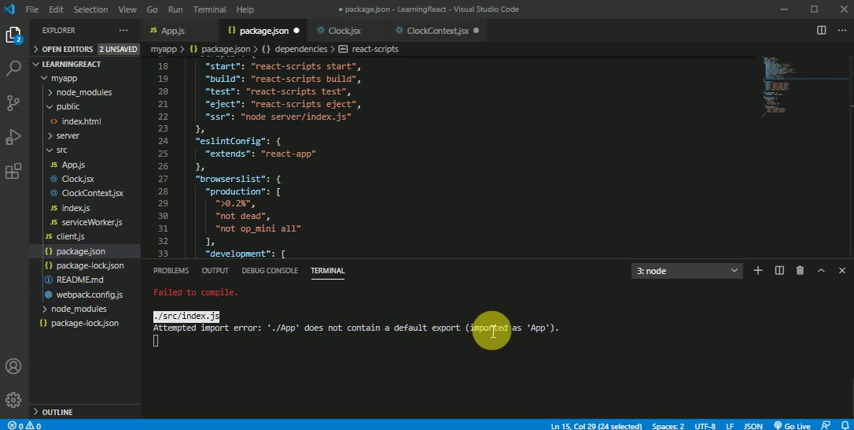 File Edit Selection View Go Run Terminal Help
● package.json - LearningReact - Visual Studio Code
EXPLORER ···
JS App.js
{} package.json ●
Clock.jsx
ClockContext.jsx ●
OPEN EDITORS 2 UNSAVED
myapp > {} package.json > {} dependencies > react-scripts
LEARNINGREACT
myapp
node_modules
public
<> index.html
server
src
JS App.js
Clock.jsx
ClockContext.jsx
JS index.js
JS serviceWorker.js
JS client.js
{} package.json
{} package-lock.json
README.md
webpack.config.js
node_modules
{} package-lock.json
OUTLINE
18 "start": "react-scripts start",
19 "build": "react-scripts build",
20 "test": "react-scripts test",
21 "eject": "react-scripts eject",
22 "ssr": "node server/index.js"
23 },
24 "eslintConfig": {
25 "extends": "react-app"
26 },
27 "browserslist": {
28 "production": [
29 ">0.2%",
30 "not dead",
31 "not op_mini all"
32 ],
33 "development": [
PROBLEMS OUTPUT DEBUG CONSOLE TERMINAL
3: node
Failed to compile.
./src/index.js
Attempted import error: './App' does not contain a default export (imported as 'App').
2
0 0
Ln 15, Col 29 (24 selected) Spaces: 2 UTF-8 LF JSON Go Live